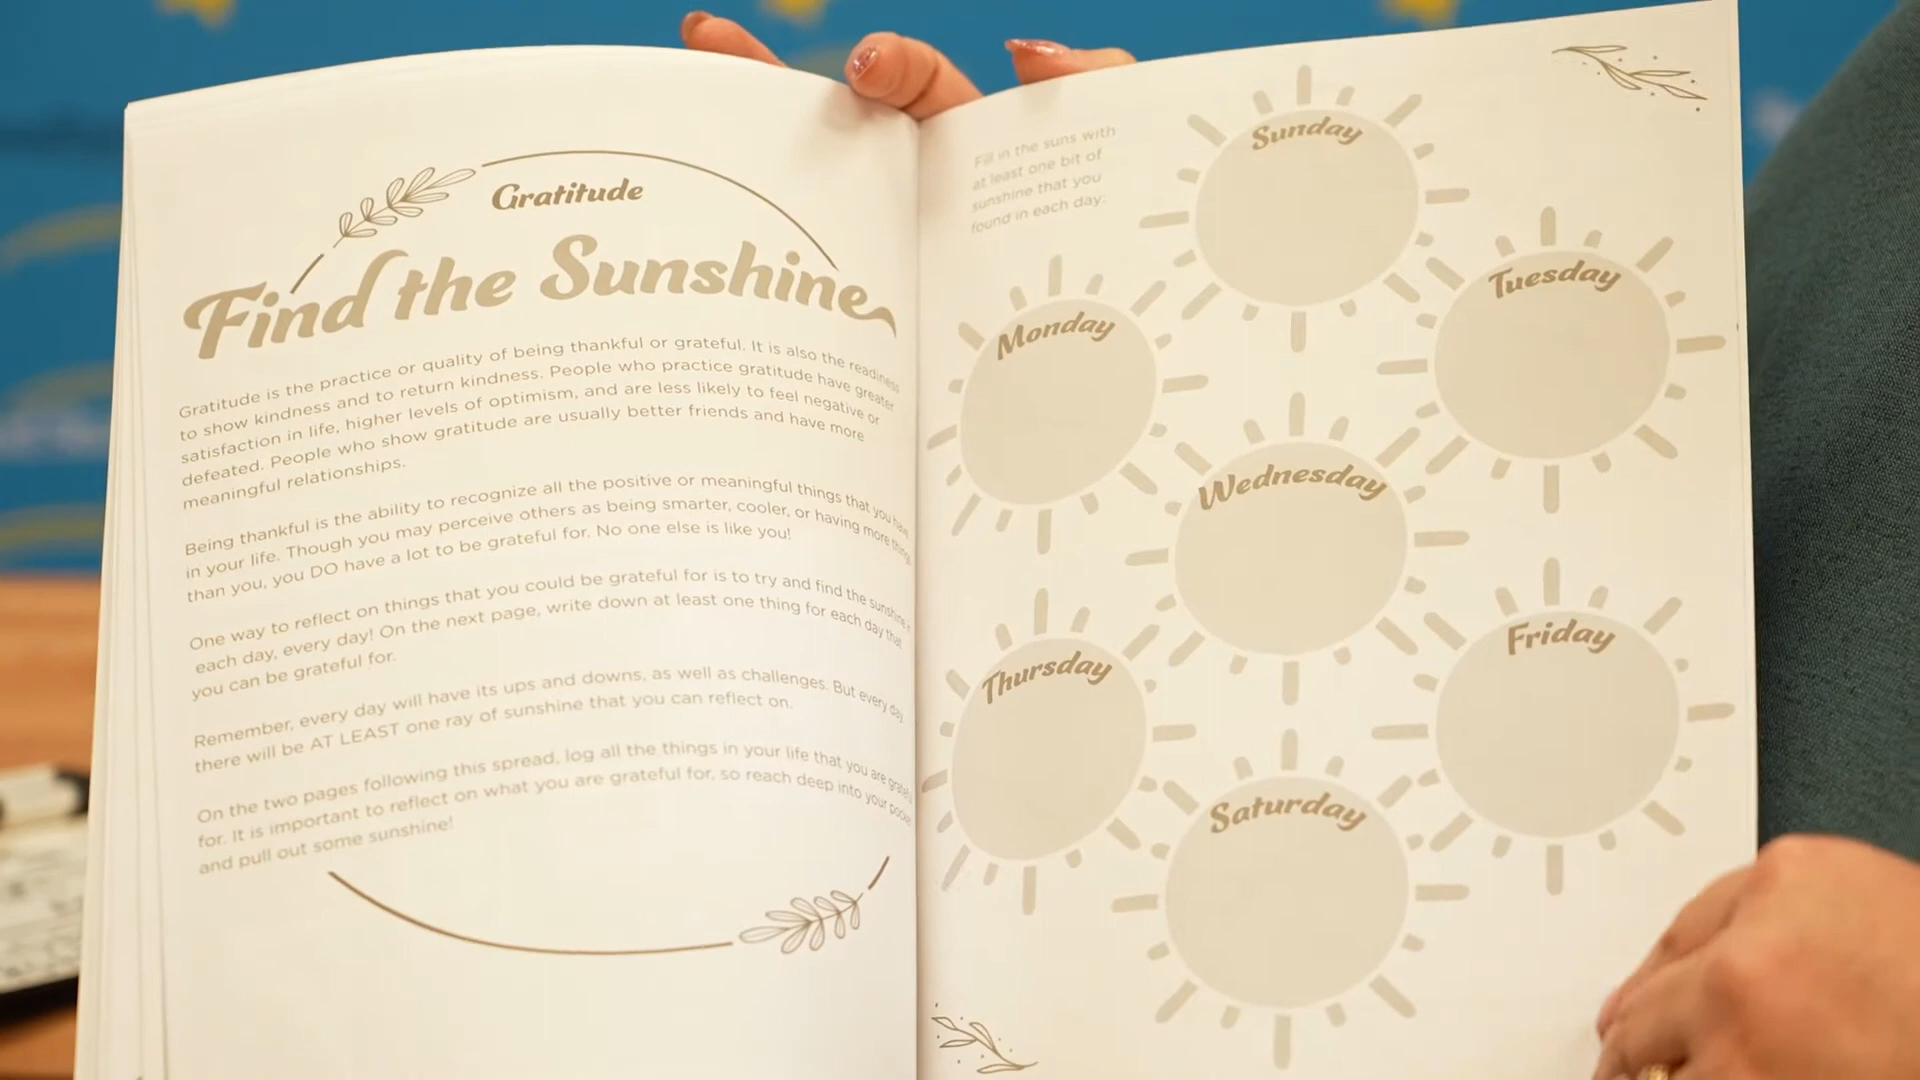 Gratitude
Find the Sunshine
Gratitude is the practice or quality of being thankful or grateful. It is also the readiness
to show kindness and to return kindness. People who practice gratitude have greater
satisfaction in life, higher levels of optimism, and are less likely to feel negative or
defeated. People who show gratitude are usually better friends and have more
meaningful relationships.
Being thankful is the ability to recognize all the positive or meaningful things that you have
in your life. Though you may perceive others as being smarter, cooler, or having more things
than you, you DO have a lot to be grateful for. No one else is like you!
One way to reflect on things that you could be grateful for is to try and find the sunshine in
each day, every day! On the next page, write down at least one thing for each day that
you can be grateful for.
Remember, every day will have its ups and downs, as well as challenges. But every day
there will be AT LEAST one ray of sunshine that you can reflect on.
On the two pages following this spread, log all the things in your life that you are
for. It is important to reflect on what you are grateful for, so reach deep into your
and pull out some sunshine!
Fill in the suns with
at least one bit of
sunshine that you
found in each day:
Sunday
Monday
Tuesday
Wednesday
Thursday
Friday
Saturday